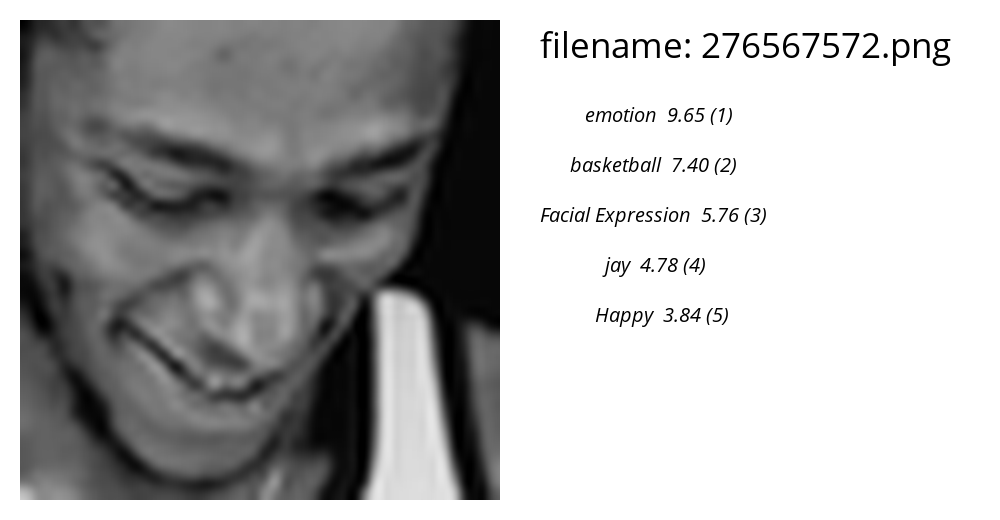 filename: 276567572.png
emotion 9.65 (1)
basketball 7.40 (2)
Facial Expression 5.76 (3)
jay 4.78 (4)
Happy 3.84 (5)